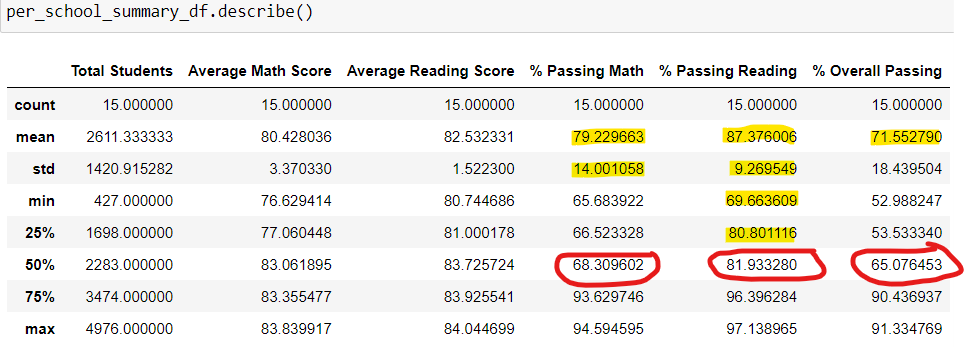 per_school_summary_df.describe()
Total Students Average Math Score Average Reading Score % Passing Math % Passing Reading % Overall Passing
count 15.000000 15.000000 15.000000 15.000000 15.000000 15.000000
mean 2611.333333 80.428036 82.532331 79.229663 87.376006 71.552790
std 1420.915282 3.370330 1.522300 14.001058 9.269549 18.439504
min 427.000000 76.629414 80.744686 65.683922 69.663609 52.988247
25% 1698.000000 77.060448 81.000178 66.523328 80.801116 53.533340
50% 2283.000000 83.061895 83.725724 68.309602 81.933280 65.076453
75% 3474.000000 83.355477 83.925541 93.629746 96.396284 90.436937
max 4976.000000 83.839917 84.044699 94.594595 97.138965 91.334769